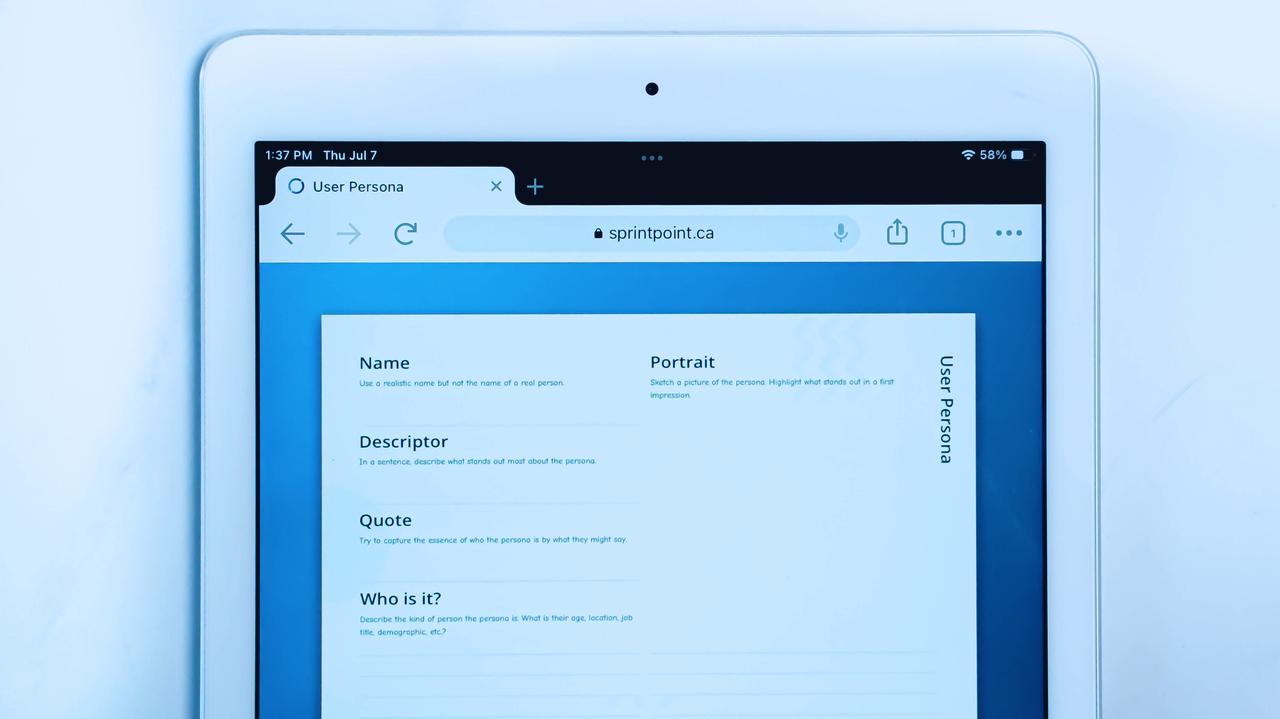 1:37 PM Thu Jul 7
58%
User Persona
sprintpoint.ca
1
Name
Use a realistic name but not the name of a real person.
Descriptor
In a sentence, describe what stands out most about the persona.
Quote
Try to capture the essence of who the persona is by what they might say.
Who is it?
Describe the kind of person the persona is. What is their age, location, job
title, demographic, etc.?
Portrait
Sketch a picture of the persona. Highlight what stands out in a first
impression.
User Persona